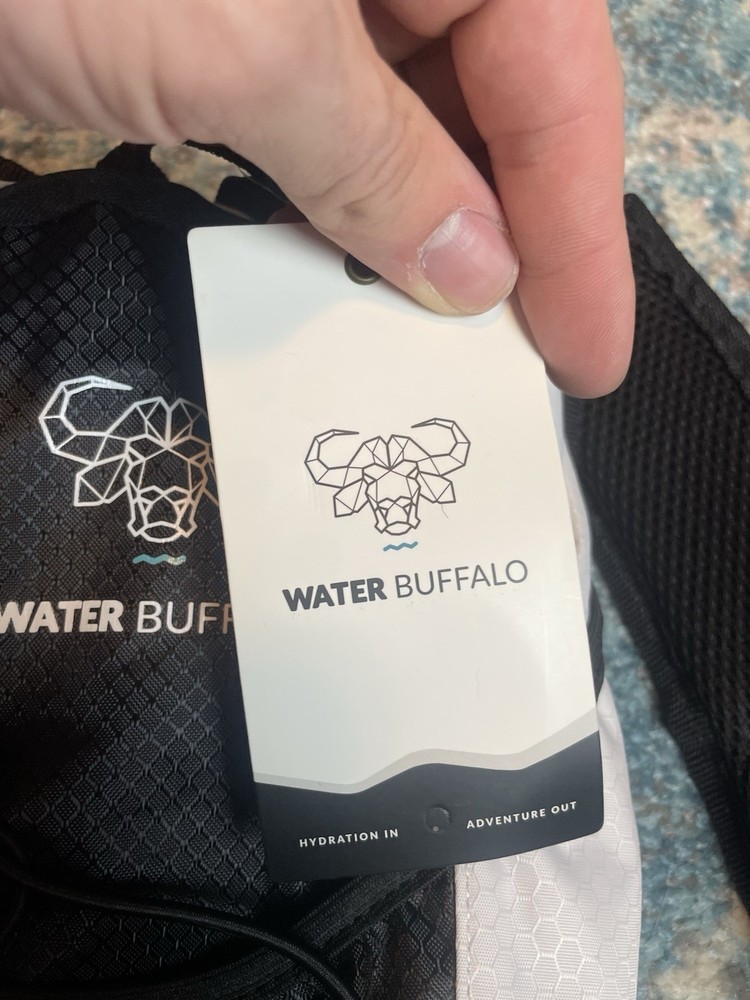 WATER BUFF
WATER BUFFALO
HYDRATION IN
ADVENTURE OUT